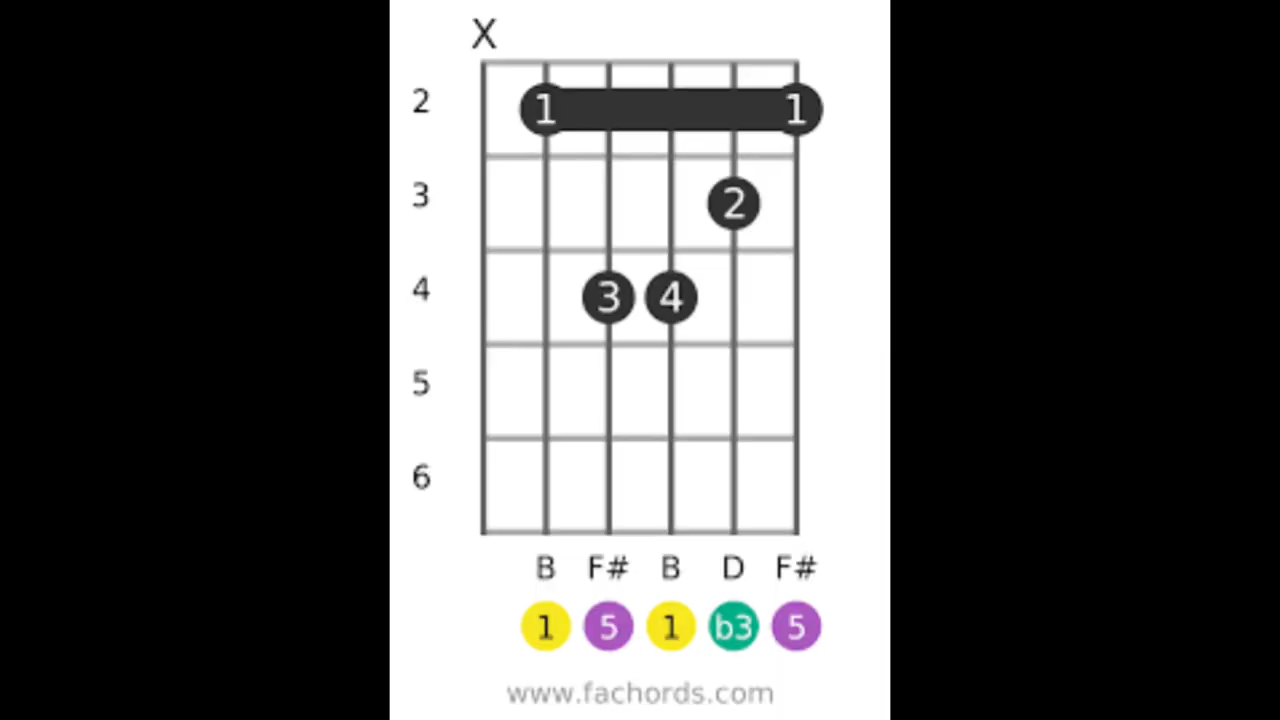 X
2 1 1
3 2
4 3 4
5
6
B F# B D F#
1 5 1 b3 5
www.fachords.com